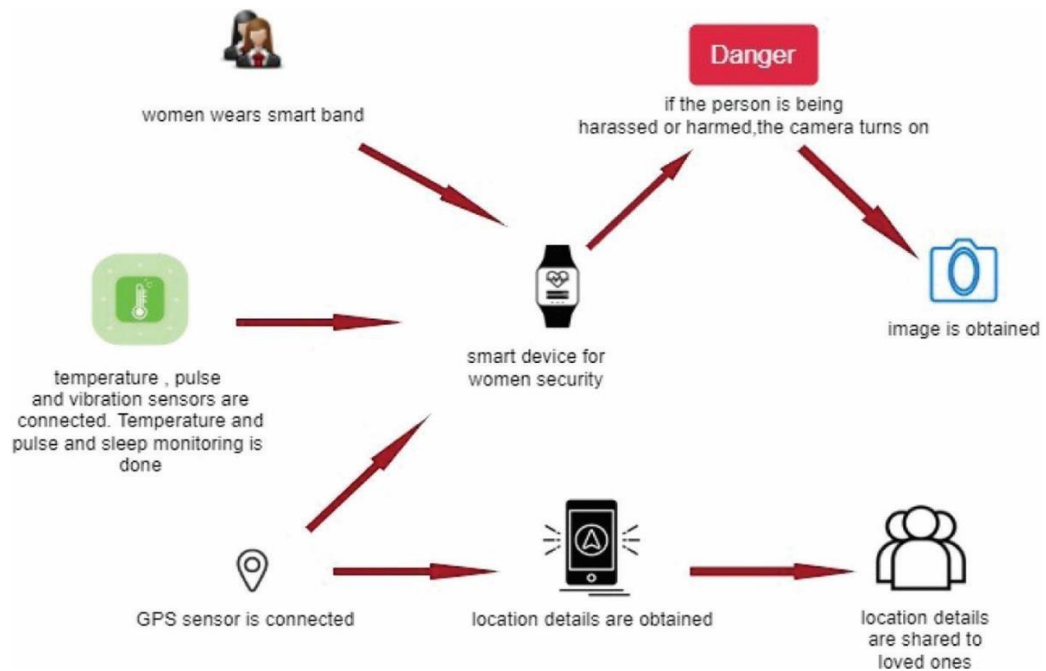 Danger
women wears smart band
if the person is being
harassed or harmed,the camera turns on
image is obtained
smart device for
women security
temperature , pulse
and vibration sensors are
connected. Temperature and
pulse and sleep monitoring is
done
GPS sensor is connected
location details are obtained
location details
are shared to
loved ones